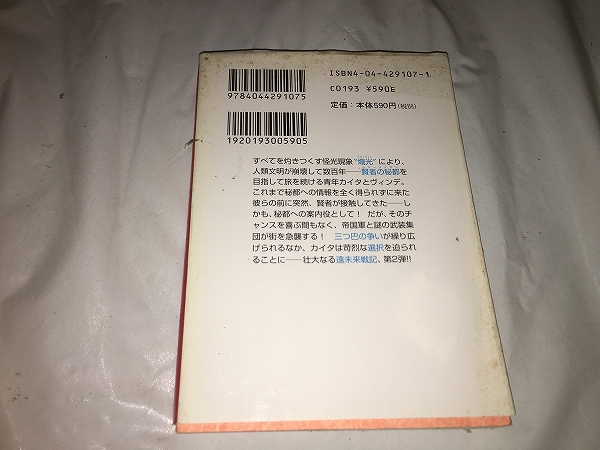 ISBN4-04-429107-1
9784044291075
C0193 ¥590E
定価：本体590円(税別)
1920193005905
すべてを灼きつくす怪光現象"熾光"により、
人類文明が崩壊して数百年——賢者の秘都を
目指して旅を続ける青年カイタとヴィンデ。
これまで秘都への情報を全く得られずに来た
彼らの前に突然、賢者が接触してきた——し
かも、秘都への案内役として！ だが、そのチ
ャンスを喜ぶ間もなく、帝国軍と謎の武装集
団が街を急襲する！ 三つ巴の争いが繰り広
げられるなか、カイタは苛烈な選択を迫られ
ることに——壮大なる遠未来戦記、第2弾!!